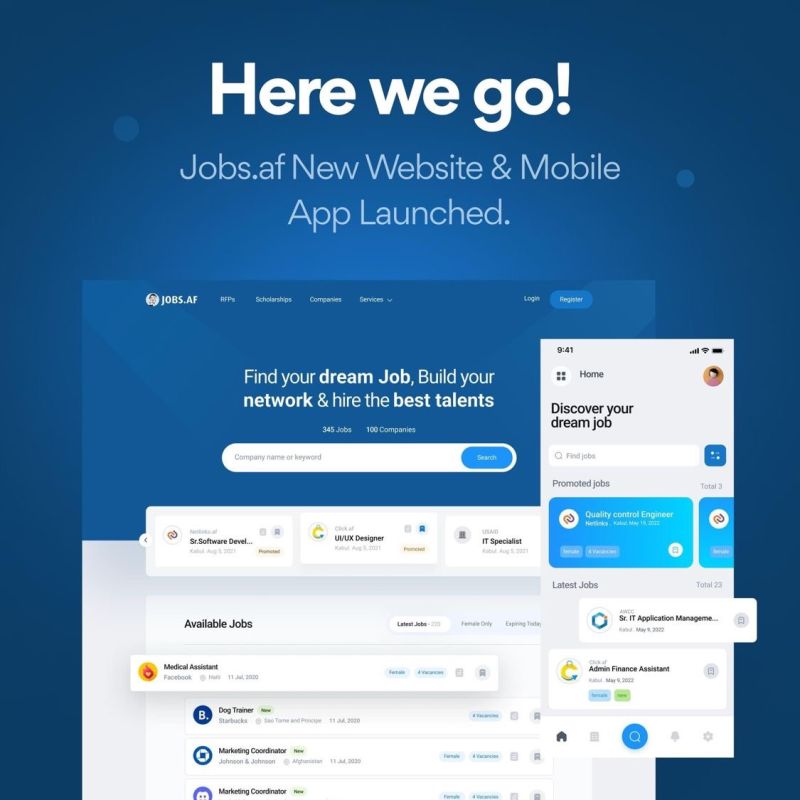 Here we go!
Jobs.af New Website & Mobile
App Launched.
JOBS.AF
RFPs
Scholarships
Companies
Services
Login
Register
Find your dream Job, Build your
network & hire the best talents
345 Jobs
100 Companies
Company name or keyword
Search
Netlinks.af
Sr.Software Devel...
Kabul Aug 5, 2021
Promoted
Click.af
UI/UX Designer
Kabul Aug 5, 2021
Promoted
USAID
IT Specialist
Kabul Aug 5, 2021
Available Jobs
Latest Jobs - 220
Female Only
Expiring Today
Medical Assistant
Facebook
Haiti
11 Jul, 2020
Female
4 Vacancies
B.
Dog Trainer
New
Starbucks
Sao Tome and Principe
11 Jul, 2020
4 Vacancies
Marketing Coordinator
New
Johnson & Johnson
Afghanistan
11 Jul, 2020
Female
4 Vacancies
Marketing Coordinator
New
Female
4 Vacancies
9:41
Home
Discover your
dream job
Find jobs
Promoted jobs
Total 3
Quality control Engineer
Netlinks . Kabul May 19, 2022
female
4 Vacancies
female
Latest Jobs
Total 23
AWCC
Sr. IT Application Manageme...
Kabul . May 9, 2022
Click.af
Admin Finance Assistant
Kabul . May 9, 2022
female
new